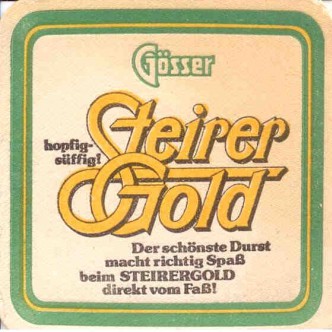 Gösser
hopfig-
süffig!
Steirer
Gold
Der schönste Durst
macht richtig Spaß
beim STEIRERGOLD
direkt vom Faß!